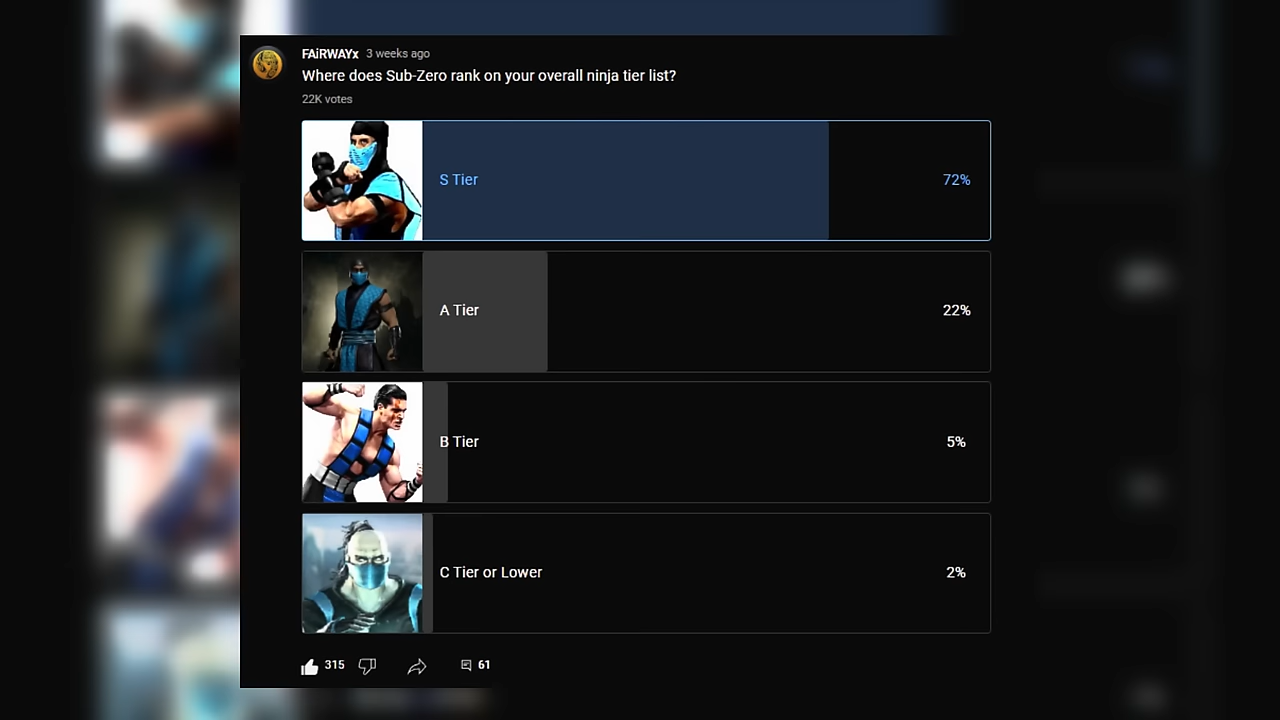 FAiRWAYx 3 weeks ago
Where does Sub-Zero rank on your overall ninja tier list?
22K votes
S Tier 72%
A Tier 22%
B Tier 5%
C Tier or Lower 2%
315 61